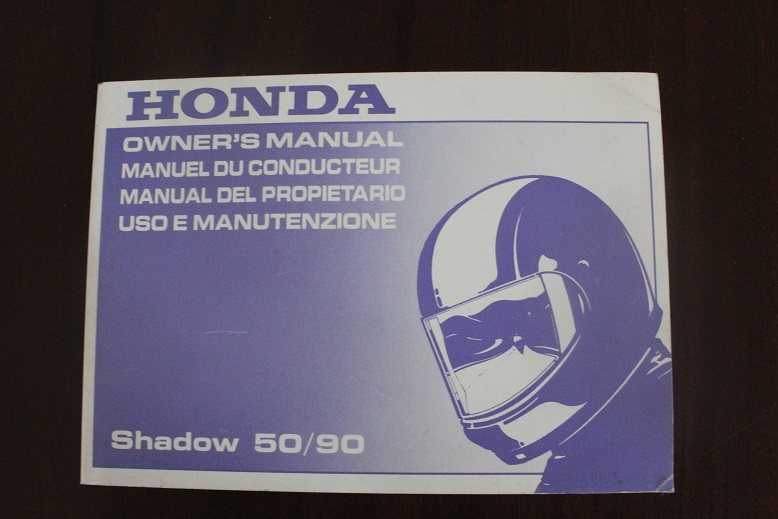 HONDA
OWNER'S MANUAL
MANUEL DU CONDUCTEUR
MANUAL DEL PROPIETARIO
USO E MANUTENZIONE
Shadow 50/90